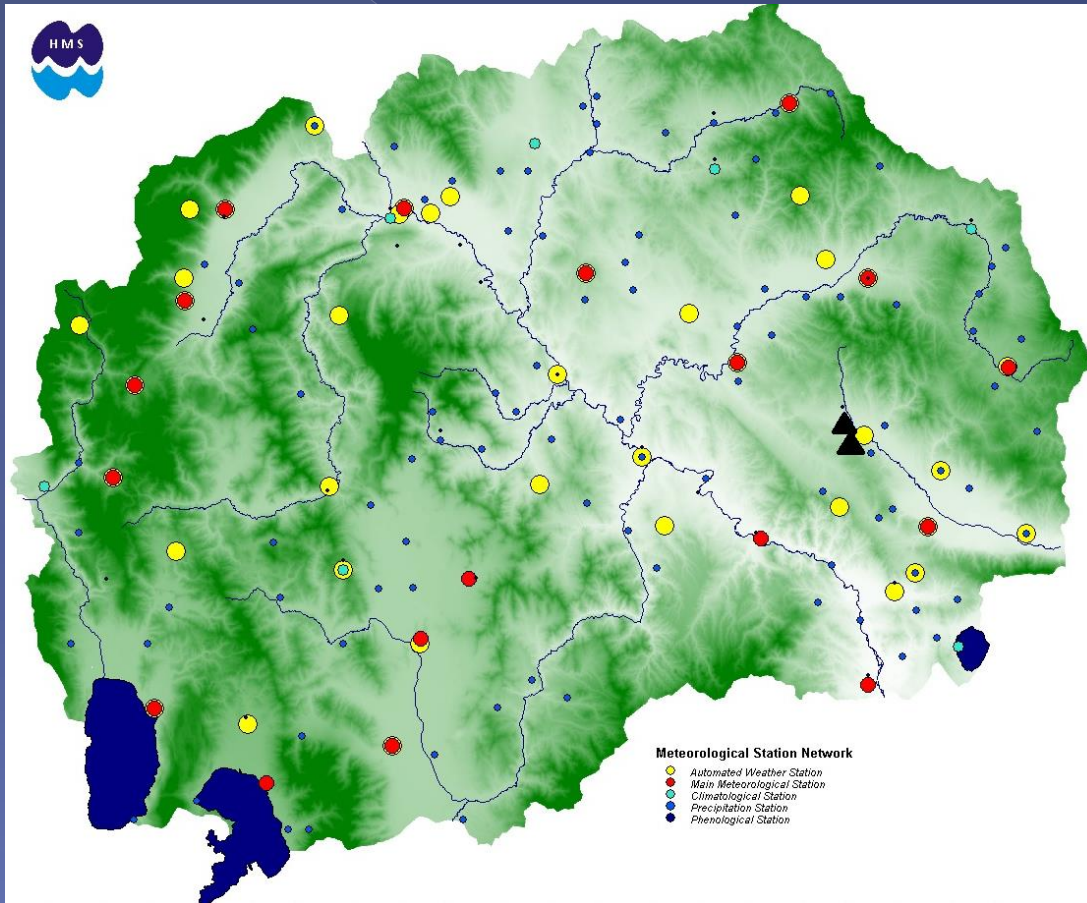 HMS
Meteorological Station Network
Automated Weather Station
Main Meteorological Station
Climatological Station
Precipitation Station
Phenological Station